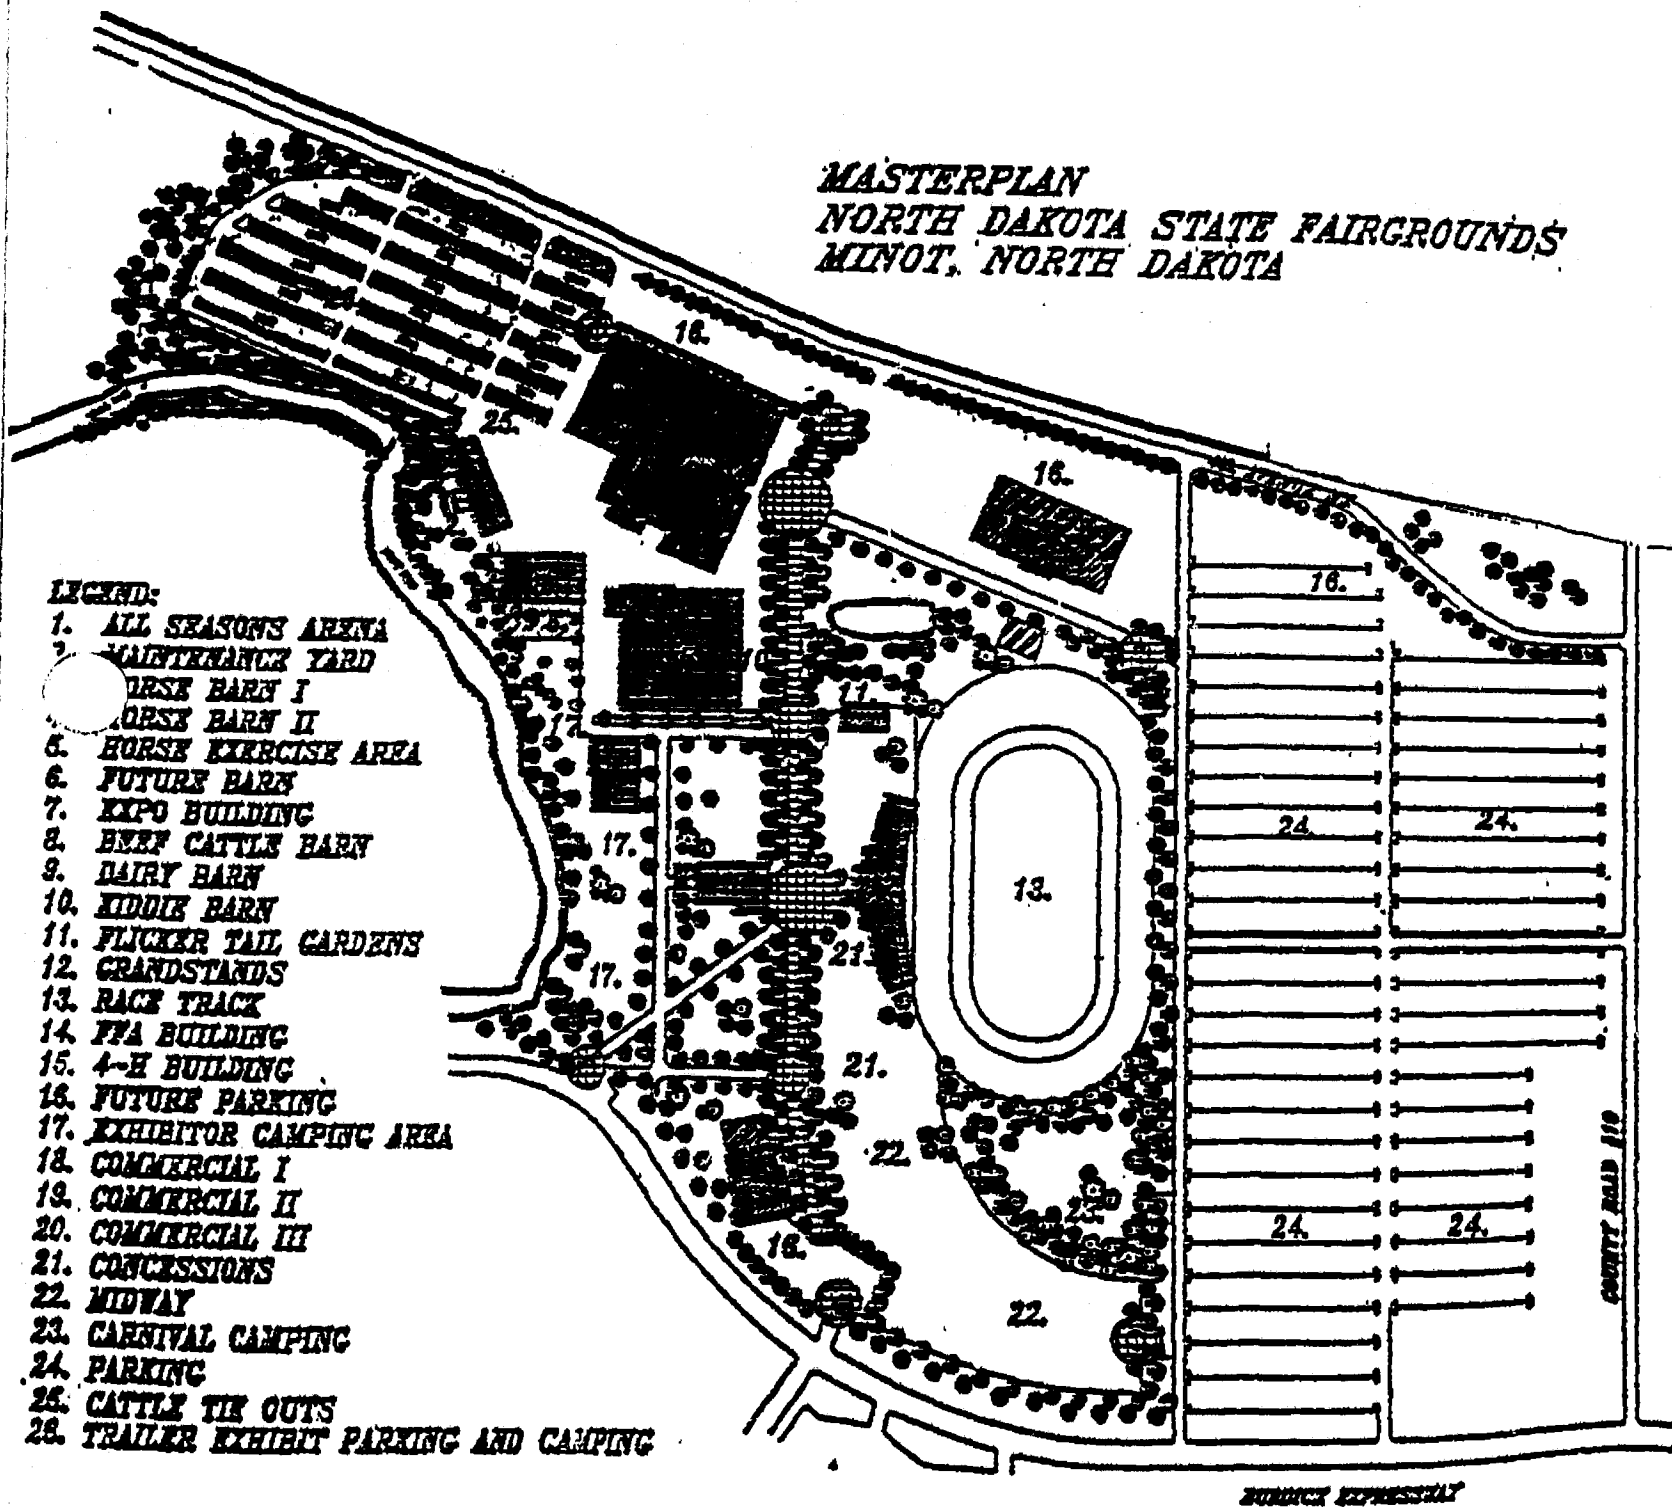 MASTERPLAN
NORTH DAKOTA STATE FAIRGROUNDS
MINOT, NORTH DAKOTA
16.
25.
16.
16.
11.
24.
24.
17.
13.
21.
17.
21.
22.
23.
24.
24.
16.
22.
LEGEND:
1. ALL SEASONS ARENA
MAINTENANCE YARD
HORSE BARN I
HORSE BARN II
5. HORSE EXERCISE AREA
6. FUTURE BARN
7. EXPO BUILDING
8. BEEF CATTLE BARN
9. DAIRY BARN
10. KIDDIE BARN
11. FLICKER TAIL GARDENS
12. GRANDSTANDS
13. RACE TRACK
14. FFA BUILDING
15. 4-H BUILDING
16. FUTURE PARKING
17. EXHIBITOR CAMPING AREA
18. COMMERCIAL I
19. COMMERCIAL II
20. COMMERCIAL III
21. CONCESSIONS
22. MIDWAY
23. CARNIVAL CAMPING
24. PARKING
25. CATTLE TIE OUTS
26. TRAILER EXHIBIT PARKING AND CAMPING
COUNTY ROAD
BURDICK EXPRESSWAY